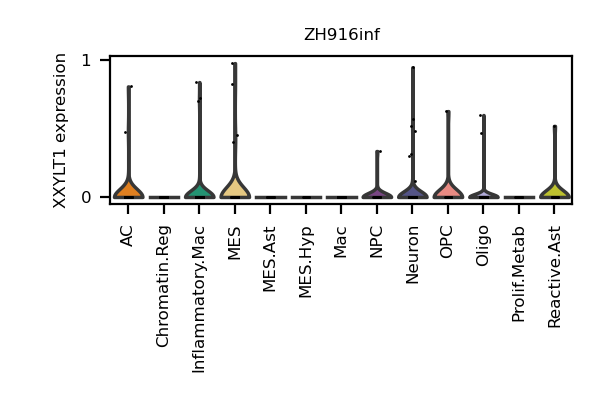 ZH916inf
XXYLT1 expression
1
0
AC
Chromatin.Reg
Inflammatory.Mac
MES
MES.Ast
MES.Hyp
Mac
NPC
Neuron
OPC
Oligo
Prolif.Metab
Reactive.Ast